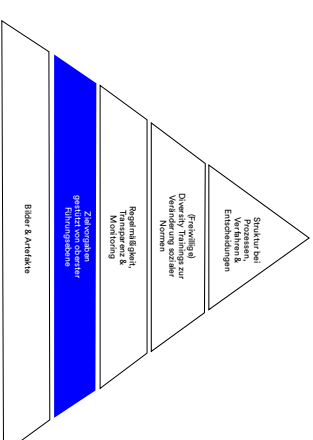 Struktur bei
Prozessen,
Verfahren &
Entscheidungen
(Freiwillige)
Diversity Trainings zur
Veränderung sozialer
Normen
Regelmäßigkeit,
Transparenz &
Monitoring
Zielvorgaben
gestützt von oberster
Führungsebene
Bilder & Artefakte